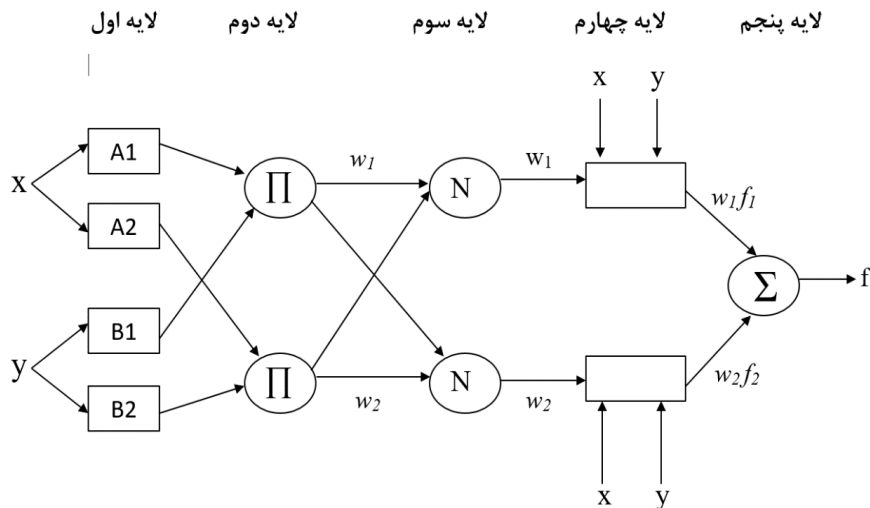 لایه اول لایه دوم لایه سوم لایه چهارم لایه پنجم
x y
A1
w1 w1
∏ N
x
w1f1
A2
Σ f
B1
y
∏ N
w2f2
B2
w2 w2
x y